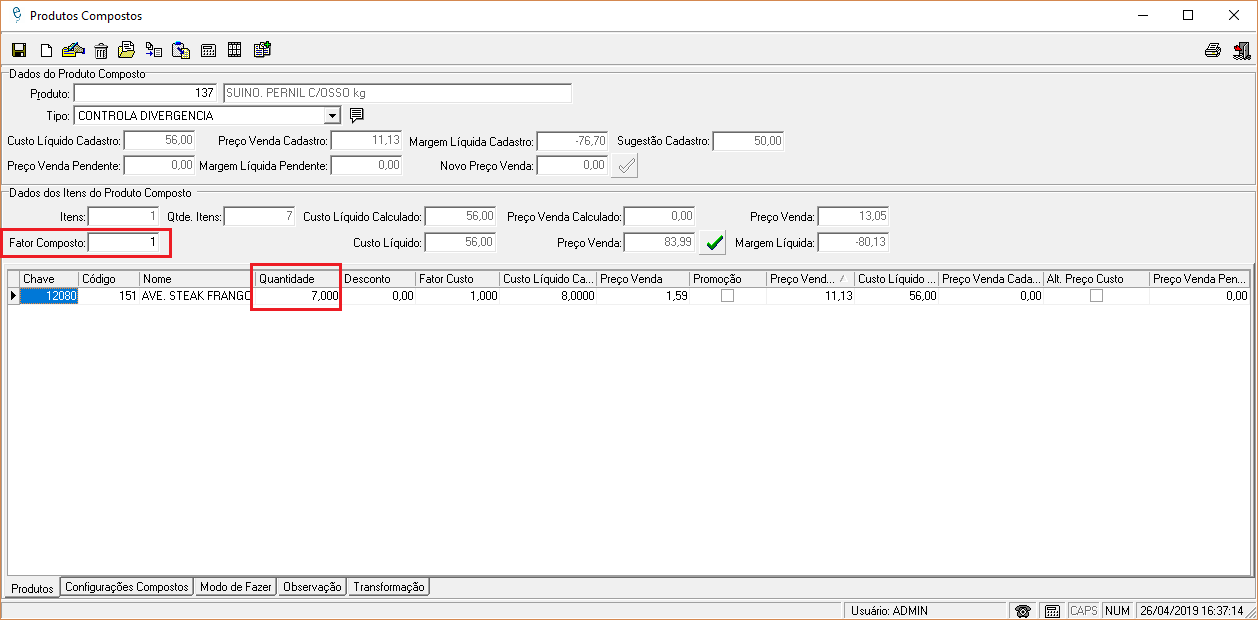 Produtos Compostos
Dados do Produto Composto
Produto: 137 SUINO. PERNIL C/OSSO kg
Tipo: CONTROLA DIVERGENCIA
Custo Líquido Cadastro: 56,00 Preço Venda Cadastro: 11,13 Margem Líquida Cadastro: -76,70 Sugestão Cadastro: 50,00
Preço Venda Pendente: 0,00 Margem Líquida Pendente: 0,00 Novo Preço Venda: 0,00
Dados dos Itens do Produto Composto
Itens: 1 Qtde. Itens: 7 Custo Líquido Calculado: 56,00 Preço Venda Calculado: 0,00 Preço Venda: 13,05
Fator Composto: 1 Custo Líquido: 56,00 Preço Venda: 83,99 Margem Líquida: -80,13
Chave Código Nome Quantidade Desconto Fator Custo Custo Líquido Ca... Preço Venda Promoção Preço Vend... Custo Líquido ... Preço Venda Cada... Alt. Preço Custo Preço Venda Pen...
12080 151 AVE. STEAK FRANGO 7,000 0,00 1,000 8,0000 1,59 11,13 56,00 0,00 0,00
Produtos Configurações Compostos Modo de Fazer Observação Transformação
Usuário: ADMIN CAPS NUM 26/04/2019 16:37:14